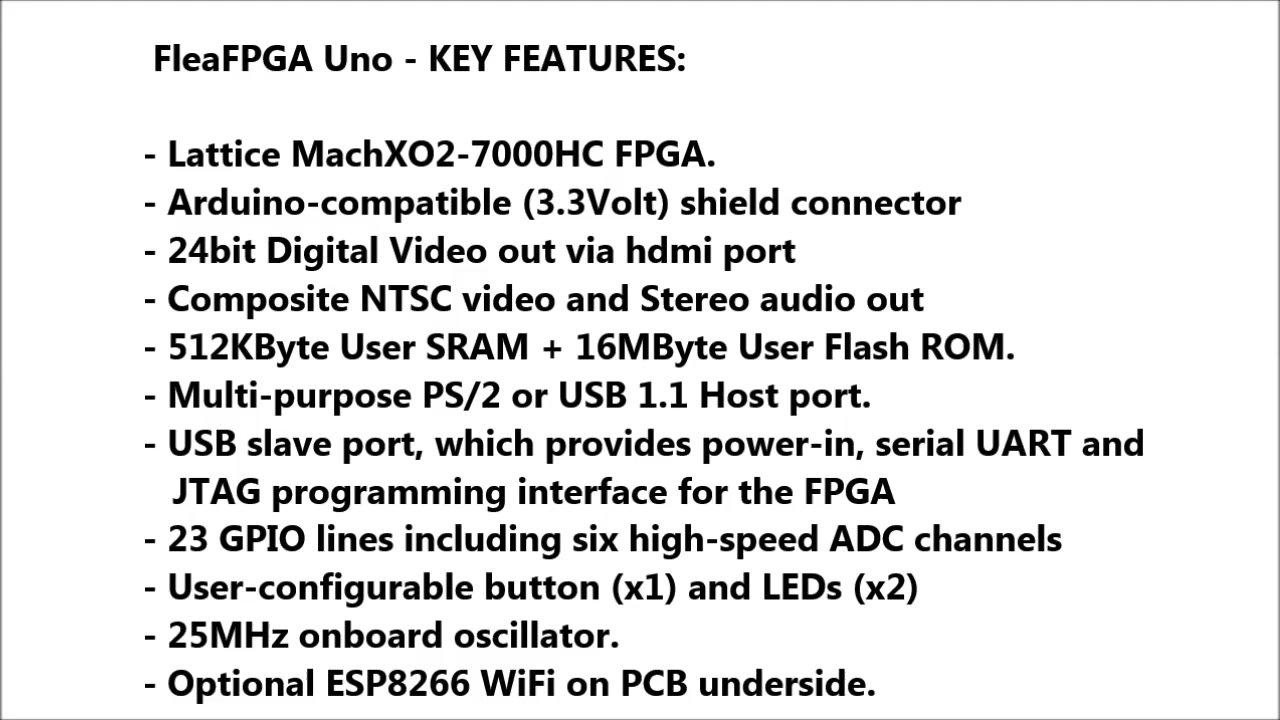 FleaFPGA Uno - KEY FEATURES:
- Lattice MachXO2-7000HC FPGA.
- Arduino-compatible (3.3Volt) shield connector
- 24bit Digital Video out via hdmi port
- Composite NTSC video and Stereo audio out
- 512KByte User SRAM + 16MByte User Flash ROM.
- Multi-purpose PS/2 or USB 1.1 Host port.
- USB slave port, which provides power-in, serial UART and
JTAG programming interface for the FPGA
- 23 GPIO lines including six high-speed ADC channels
- User-configurable button (x1) and LEDs (x2)
- 25MHz onboard oscillator.
- Optional ESP8266 WiFi on PCB underside.